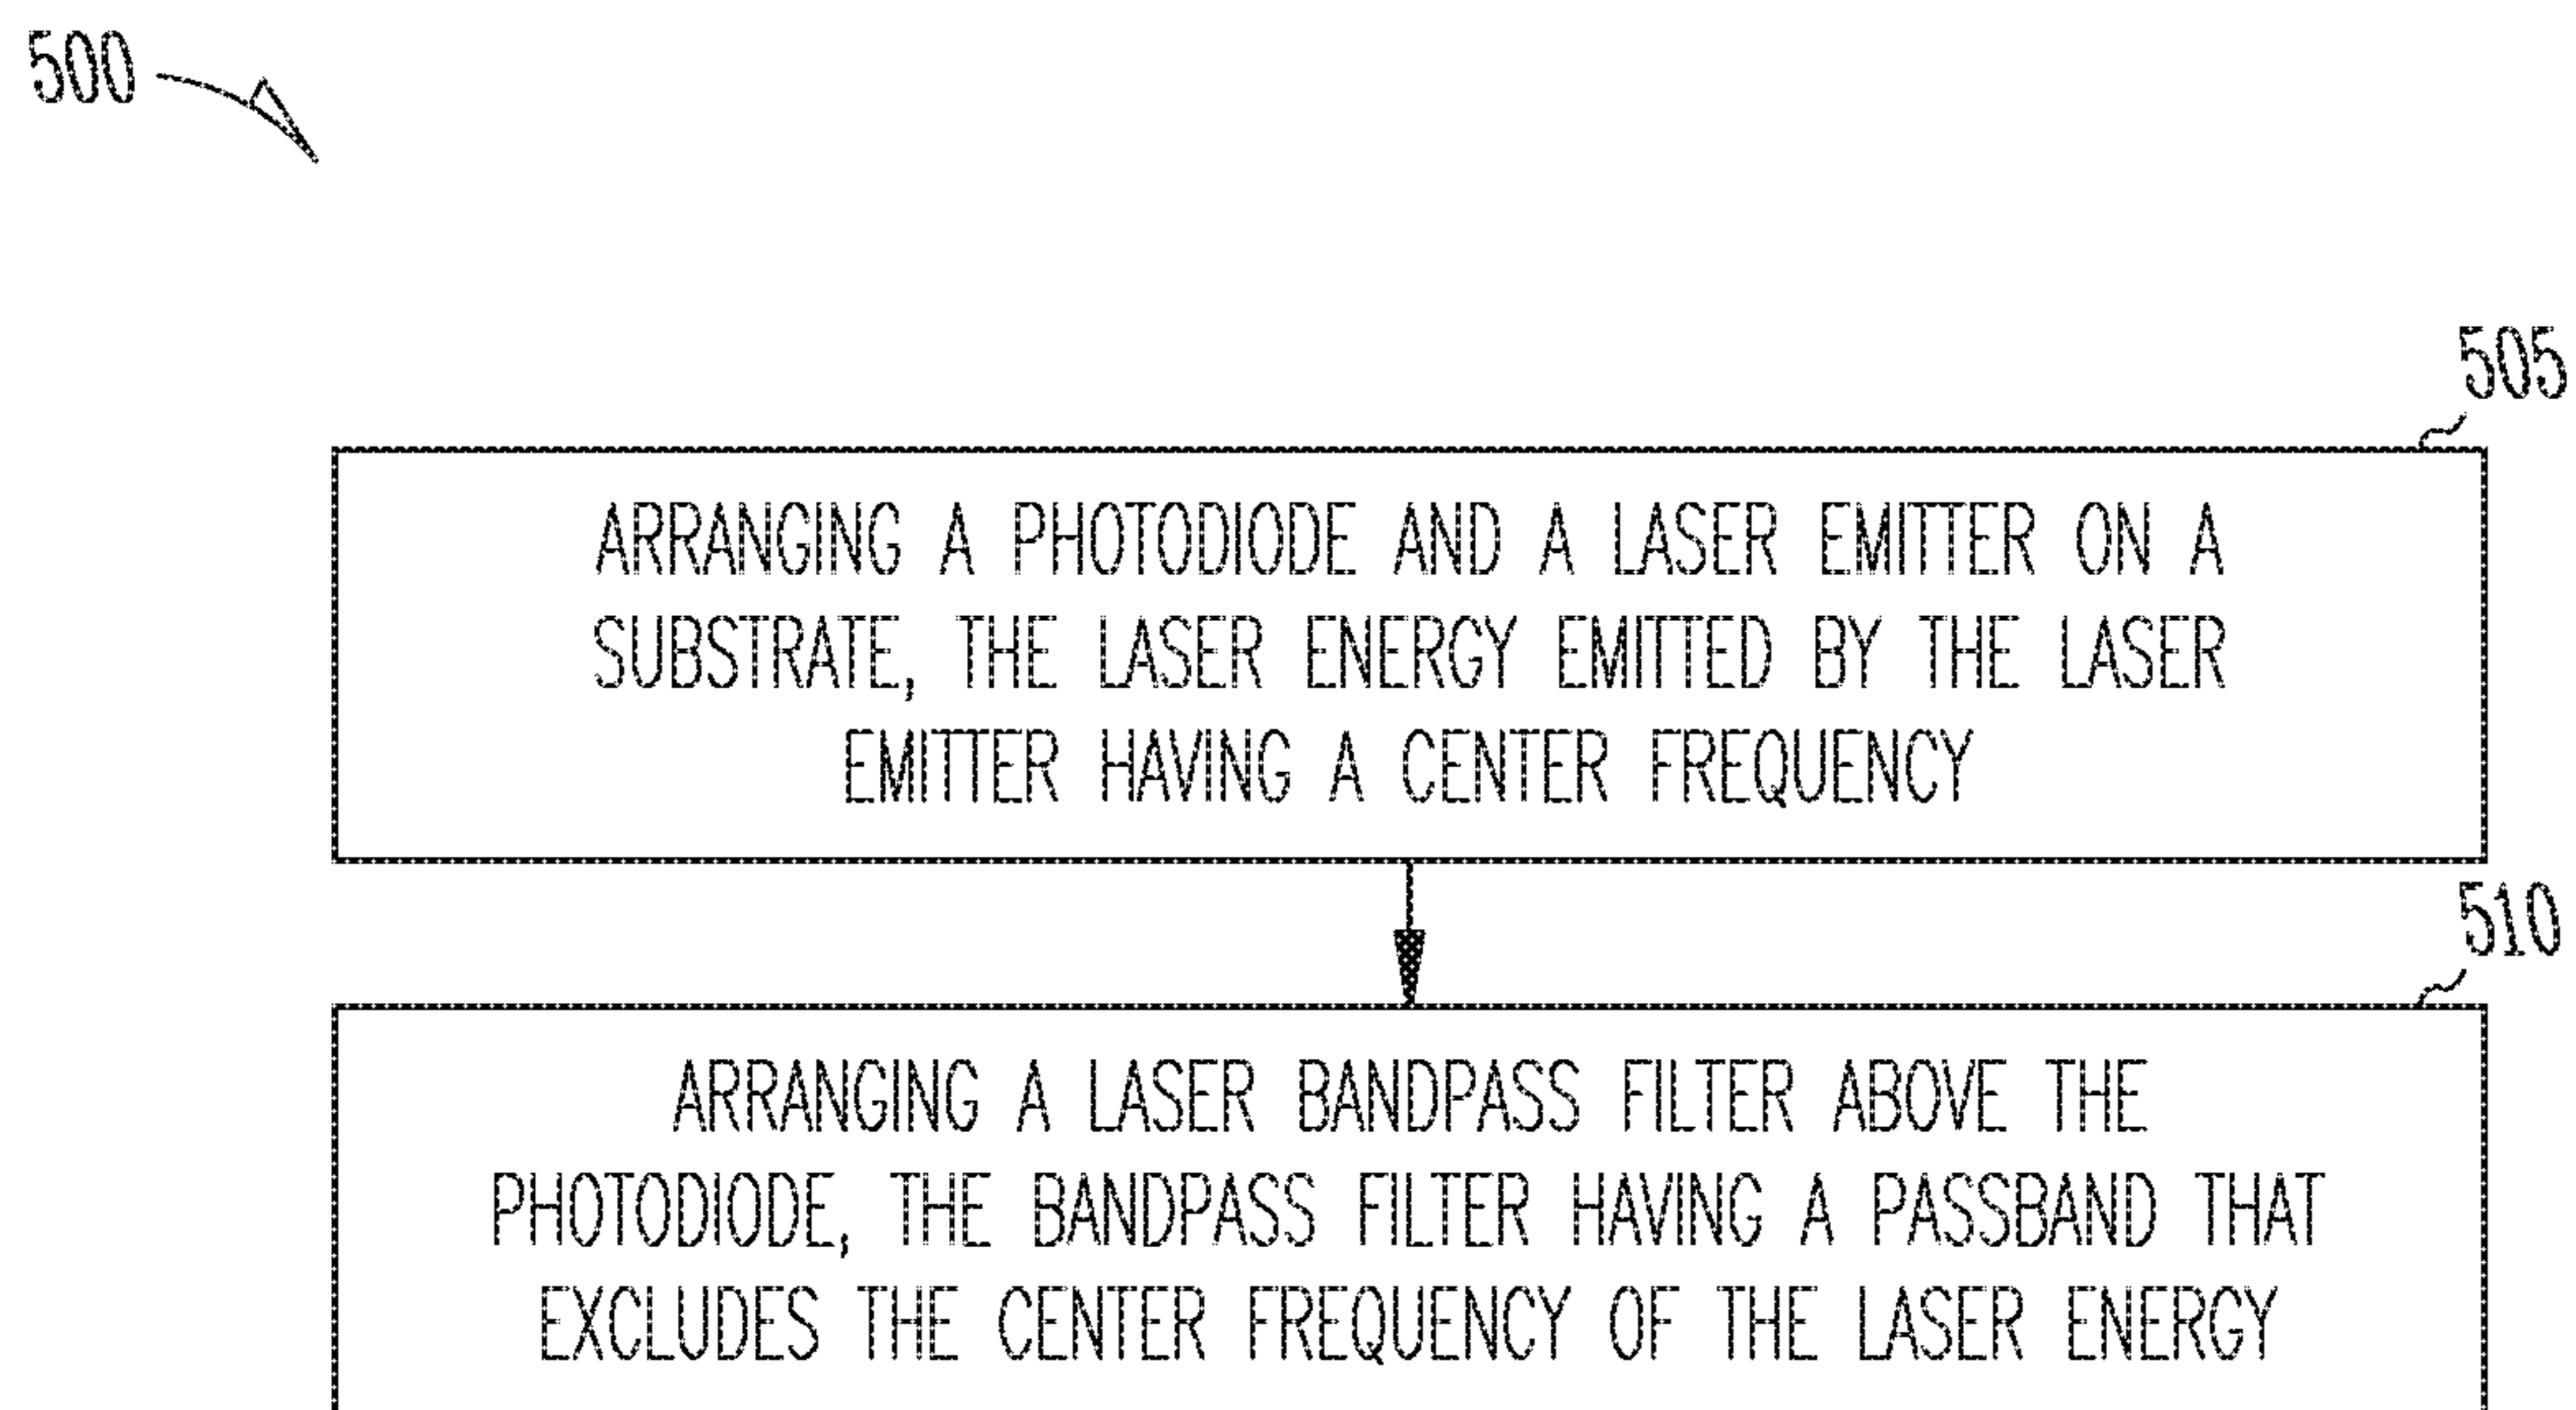 500
505
ARRANGING A PHOTODIODE AND A LASER EMITTER ON A
SUBSTRATE, THE LASER ENERGY EMITTED BY THE LASER
EMITTER HAVING A CENTER FREQUENCY
510
ARRANGING A LASER BANDPASS FILTER ABOVE THE
PHOTODIODE, THE BANDPASS FILTER HAVING A PASSBAND THAT
EXCLUDES THE CENTER FREQUENCY OF THE LASER ENERGY